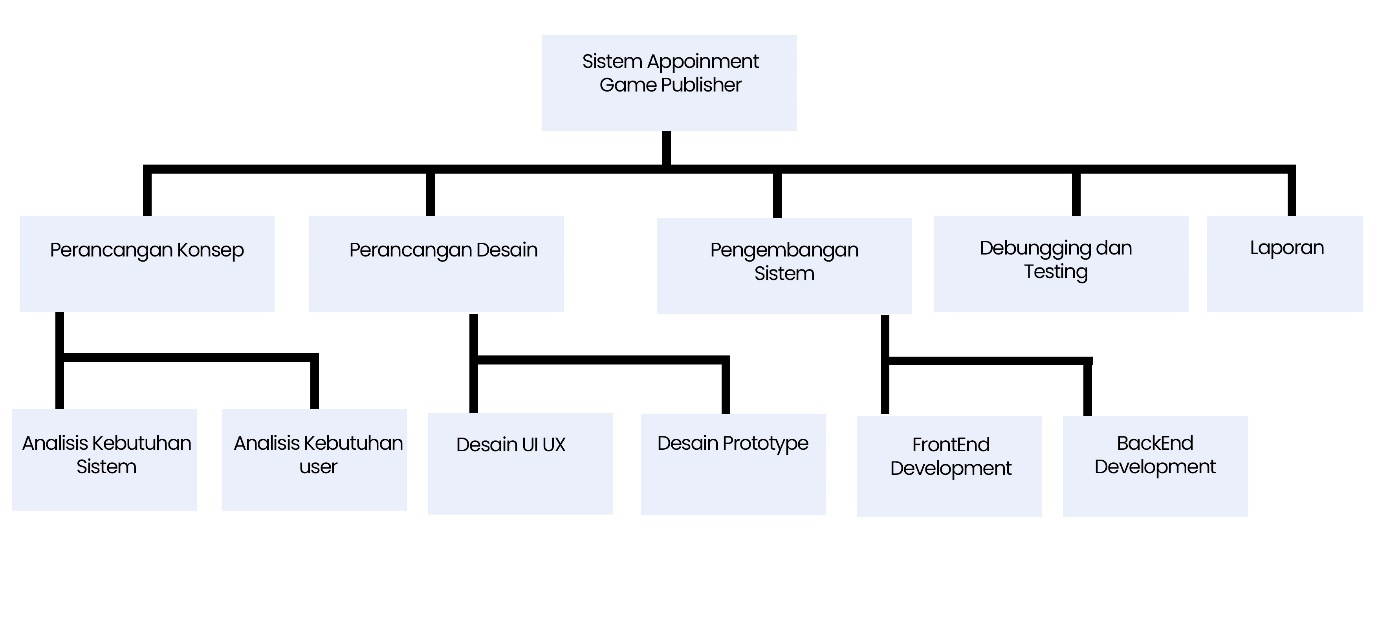 Sistem Appoinment
Game Publisher
Perancangan Konsep
Perancangan Desain
Pengembangan
Sistem
Debungging dan
Testing
Laporan
Analisis Kebutuhan
Sistem
Analisis Kebutuhan
user
Desain UI UX
Desain Prototype
FrontEnd
Development
BackEnd
Development